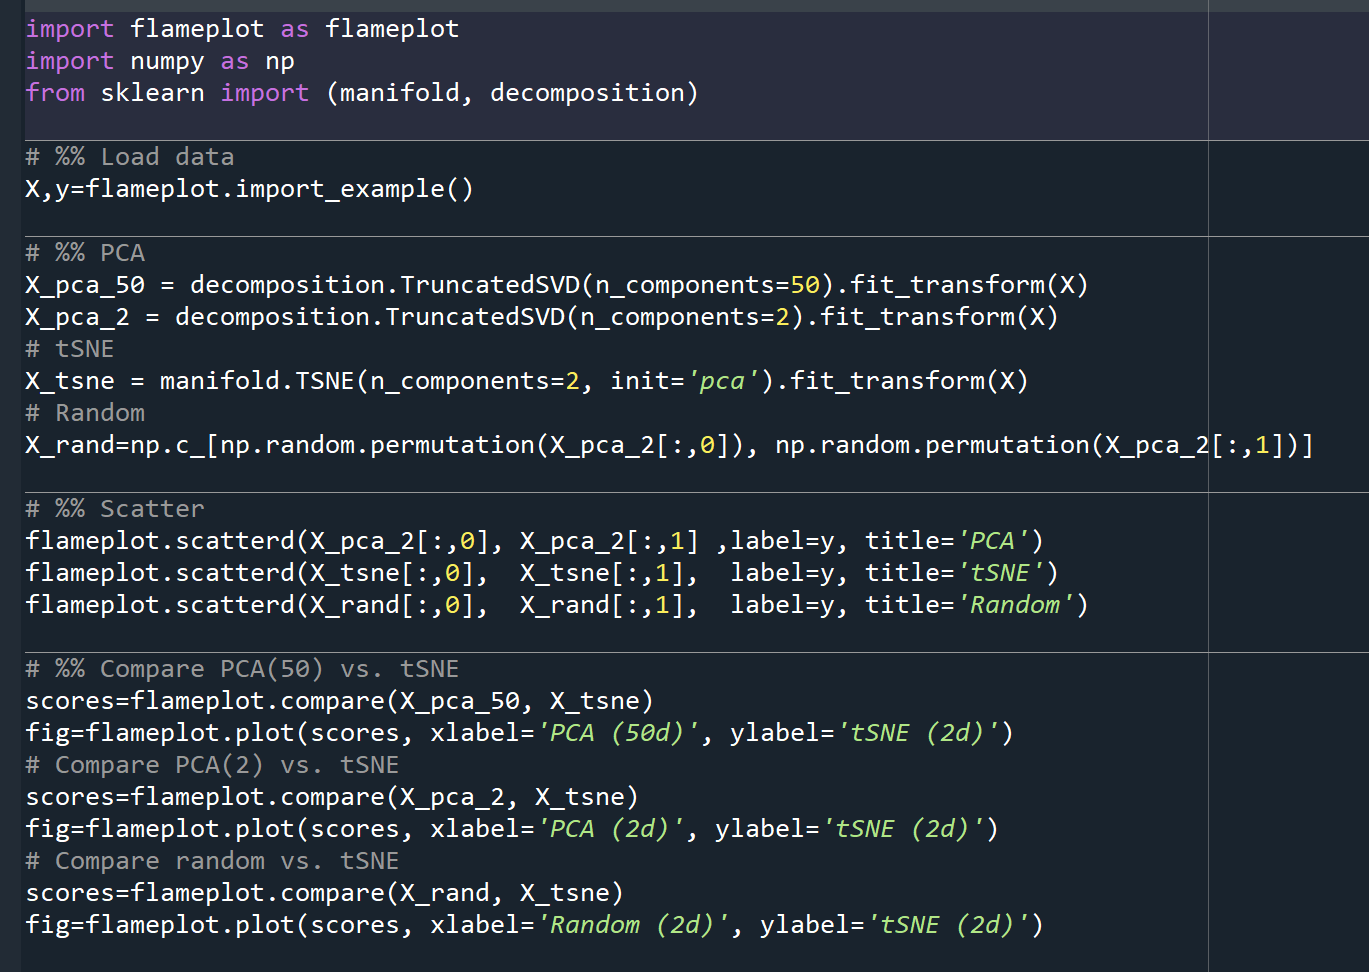 import flameplot as flameplot
import numpy as np
from sklearn import (manifold, decomposition)
# %% Load data
X,y=flameplot.import_example()
# %% PCA
X_pca_50 = decomposition.TruncatedSVD(n_components=50).fit_transform(X)
X_pca_2 = decomposition.TruncatedSVD(n_components=2).fit_transform(X)
# tSNE
X_tsne = manifold.TSNE(n_components=2, init='pca').fit_transform(X)
# Random
X_rand=np.c_[np.random.permutation(X_pca_2[:,0]), np.random.permutation(X_pca_2[:,1])]
# %% Scatter
flameplot.scatterd(X_pca_2[:,0], X_pca_2[:,1] ,label=y, title='PCA')
flameplot.scatterd(X_tsne[:,0],  X_tsne[:,1],  label=y, title='tSNE')
flameplot.scatterd(X_rand[:,0],  X_rand[:,1],  label=y, title='Random')
# %% Compare PCA(50) vs. tSNE
scores=flameplot.compare(X_pca_50, X_tsne)
fig=flameplot.plot(scores, xlabel='PCA (50d)', ylabel='tSNE (2d)')
# Compare PCA(2) vs. tSNE
scores=flameplot.compare(X_pca_2, X_tsne)
fig=flameplot.plot(scores, xlabel='PCA (2d)', ylabel='tSNE (2d)')
# Compare random vs. tSNE
scores=flameplot.compare(X_rand, X_tsne)
fig=flameplot.plot(scores, xlabel='Random (2d)', ylabel='tSNE (2d)')